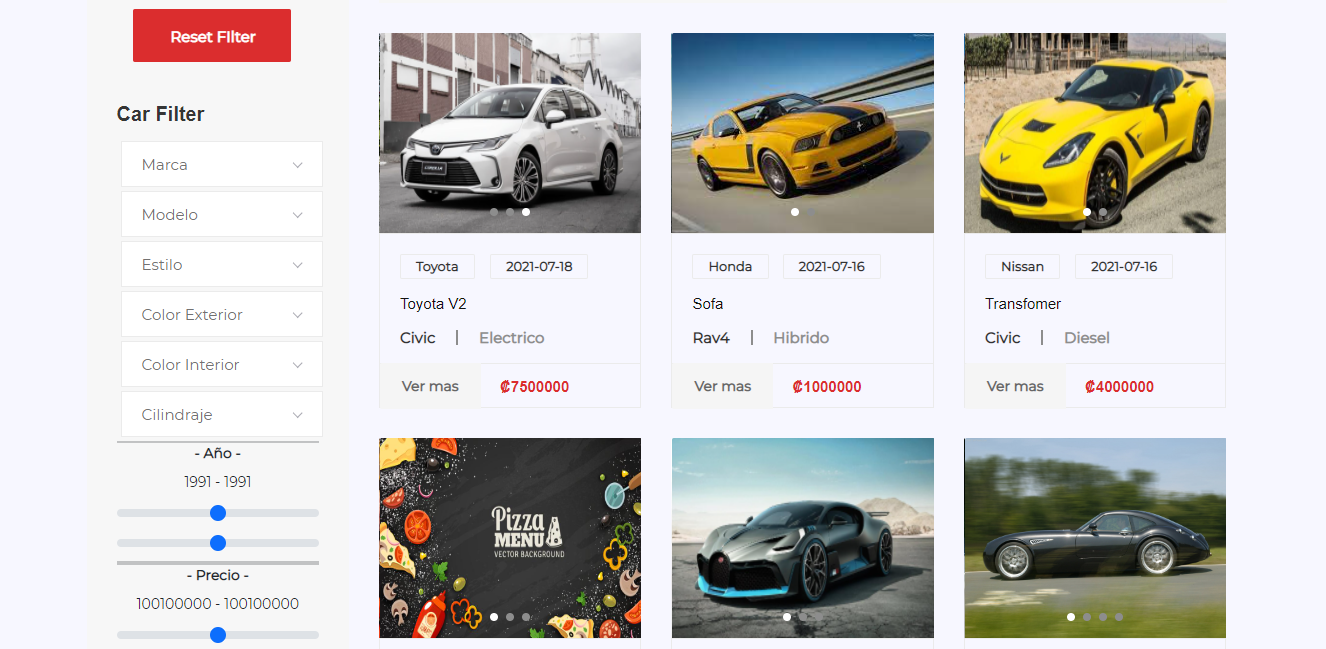 Reset FIlter
Car Filter
Marca
Modelo
Estilo
Color Exterior
Color Interior
Cilindraje
- Año -
1991 - 1991
- Precio -
100100000 - 100100000
COROLLA
Toyota
2021-07-18
Toyota V2
Civic | Electrico
Ver mas
₡7500000
Honda
2021-07-16
Sofa
Rav4 | Hibrido
Ver mas
₡1000000
Nissan
2021-07-16
Transfomer
Civic | Diesel
Ver mas
₡4000000
Pizza
MENU
VECTOR BACKGROUND